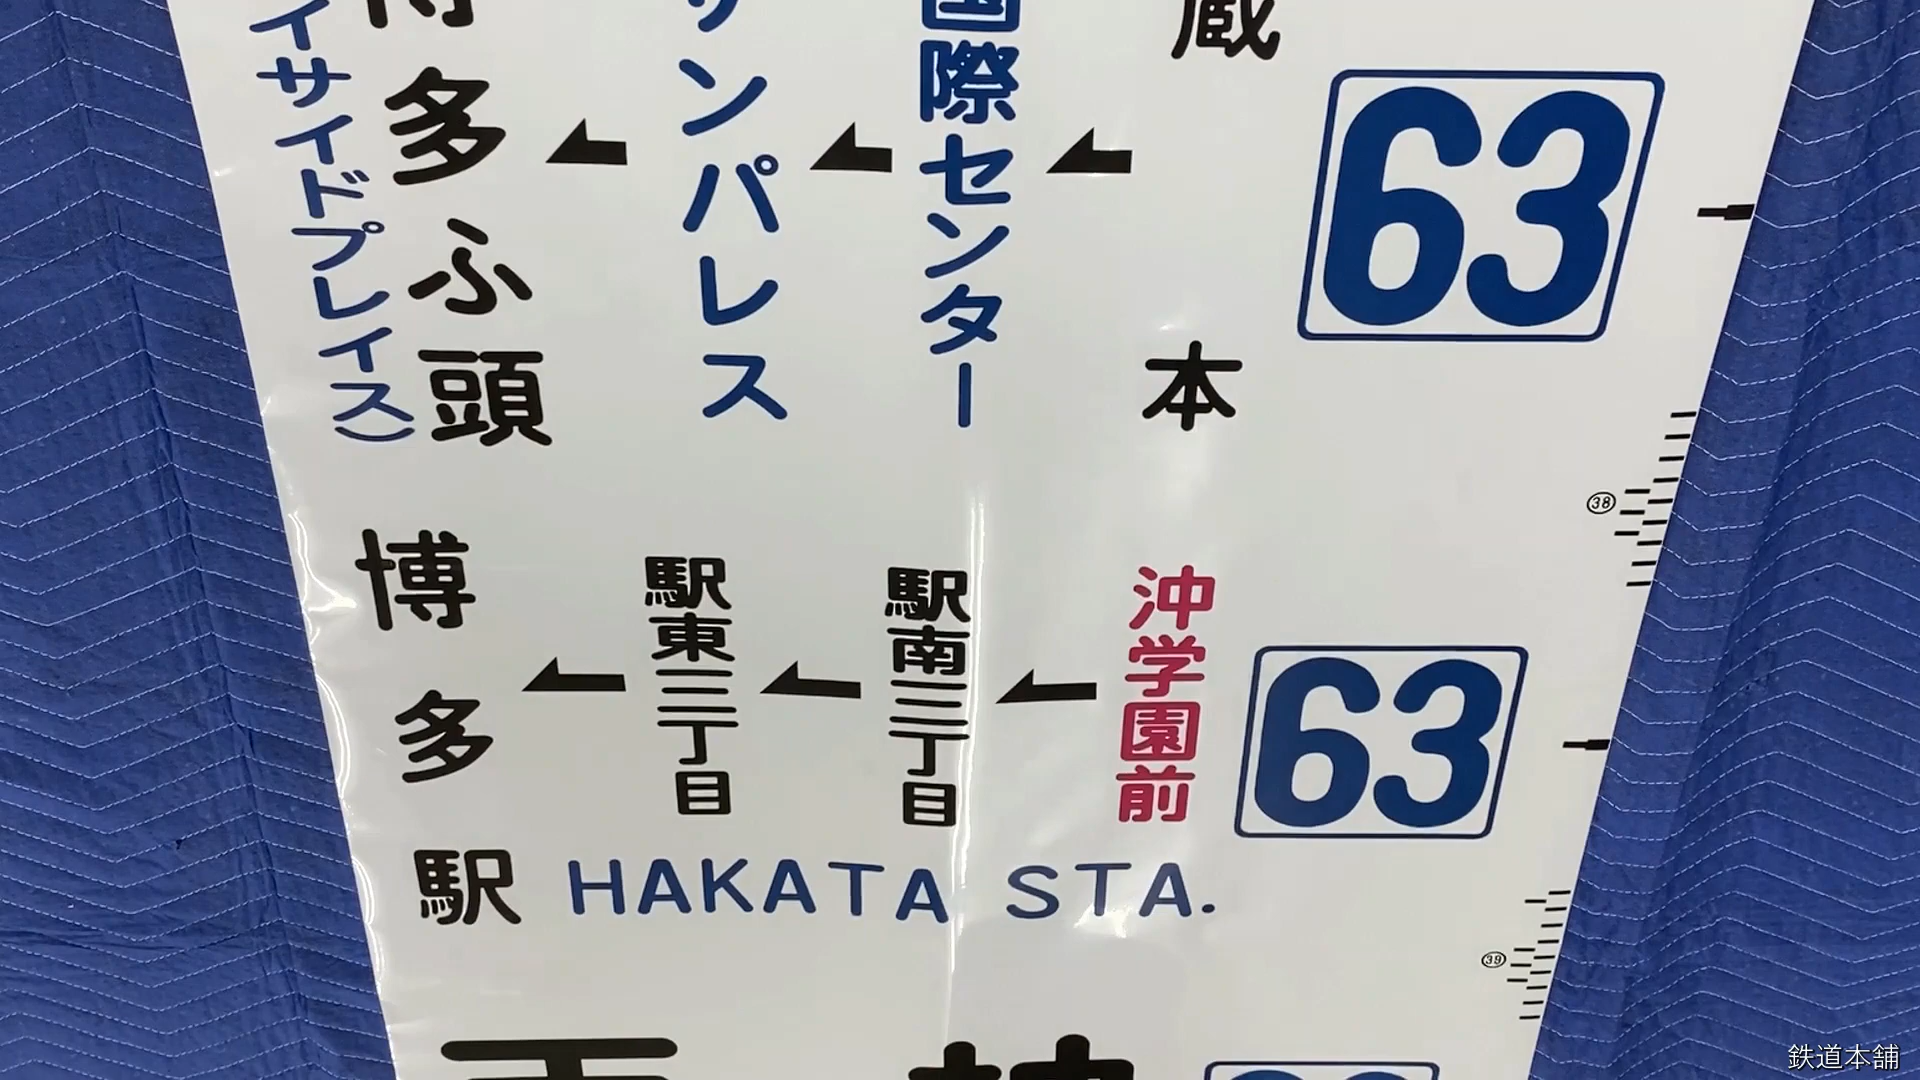 63
蔵本
国際センター
サンパレス
博多ふ頭
イサイドプレイス）
38
63
沖学園前
駅南三丁目
駅東三丁目
博多駅
HAKATA STA.
39
鉄道本舗